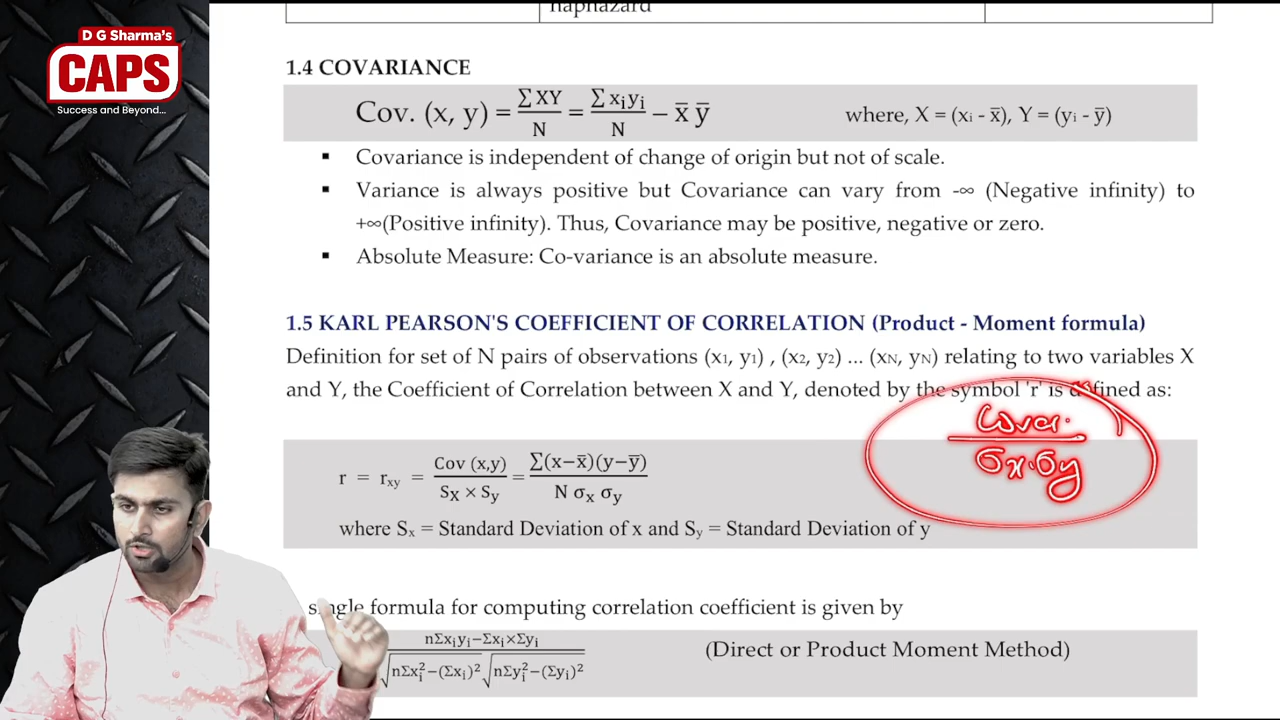 haphazard
D G Sharma's
CAPS
Success and Beyond...
1.4 COVARIANCE
Cov. (x, y) = ∑ XY / N = ∑ xᵢyᵢ / N − x̄ ȳ where, X = (xᵢ - x̄), Y = (yᵢ - ȳ)
▪ Covariance is independent of change of origin but not of scale.
▪ Variance is always positive but Covariance can vary from -∞ (Negative infinity) to
+∞(Positive infinity). Thus, Covariance may be positive, negative or zero.
▪ Absolute Measure: Co-variance is an absolute measure.
1.5 KARL PEARSON'S COEFFICIENT OF CORRELATION (Product - Moment formula)
Definition for set of N pairs of observations (x₁, y₁) , (x₂, y₂) ... (xN, yN) relating to two variables X
and Y, the Coefficient of Correlation between X and Y, denoted by the symbol 'r' is defined as:
Cover.
σx.σy
r = rxy = Cov (x,y) / SX × Sy = ∑(x−x̄)(y−ȳ) / N σx σy
where Sx = Standard Deviation of x and Sy = Standard Deviation of y
single formula for computing correlation coefficient is given by
nΣxᵢyᵢ−Σxᵢ×Σyᵢ / √nΣxᵢ²−(Σxᵢ)² √nΣyᵢ²−(Σyᵢ)² (Direct or Product Moment Method)